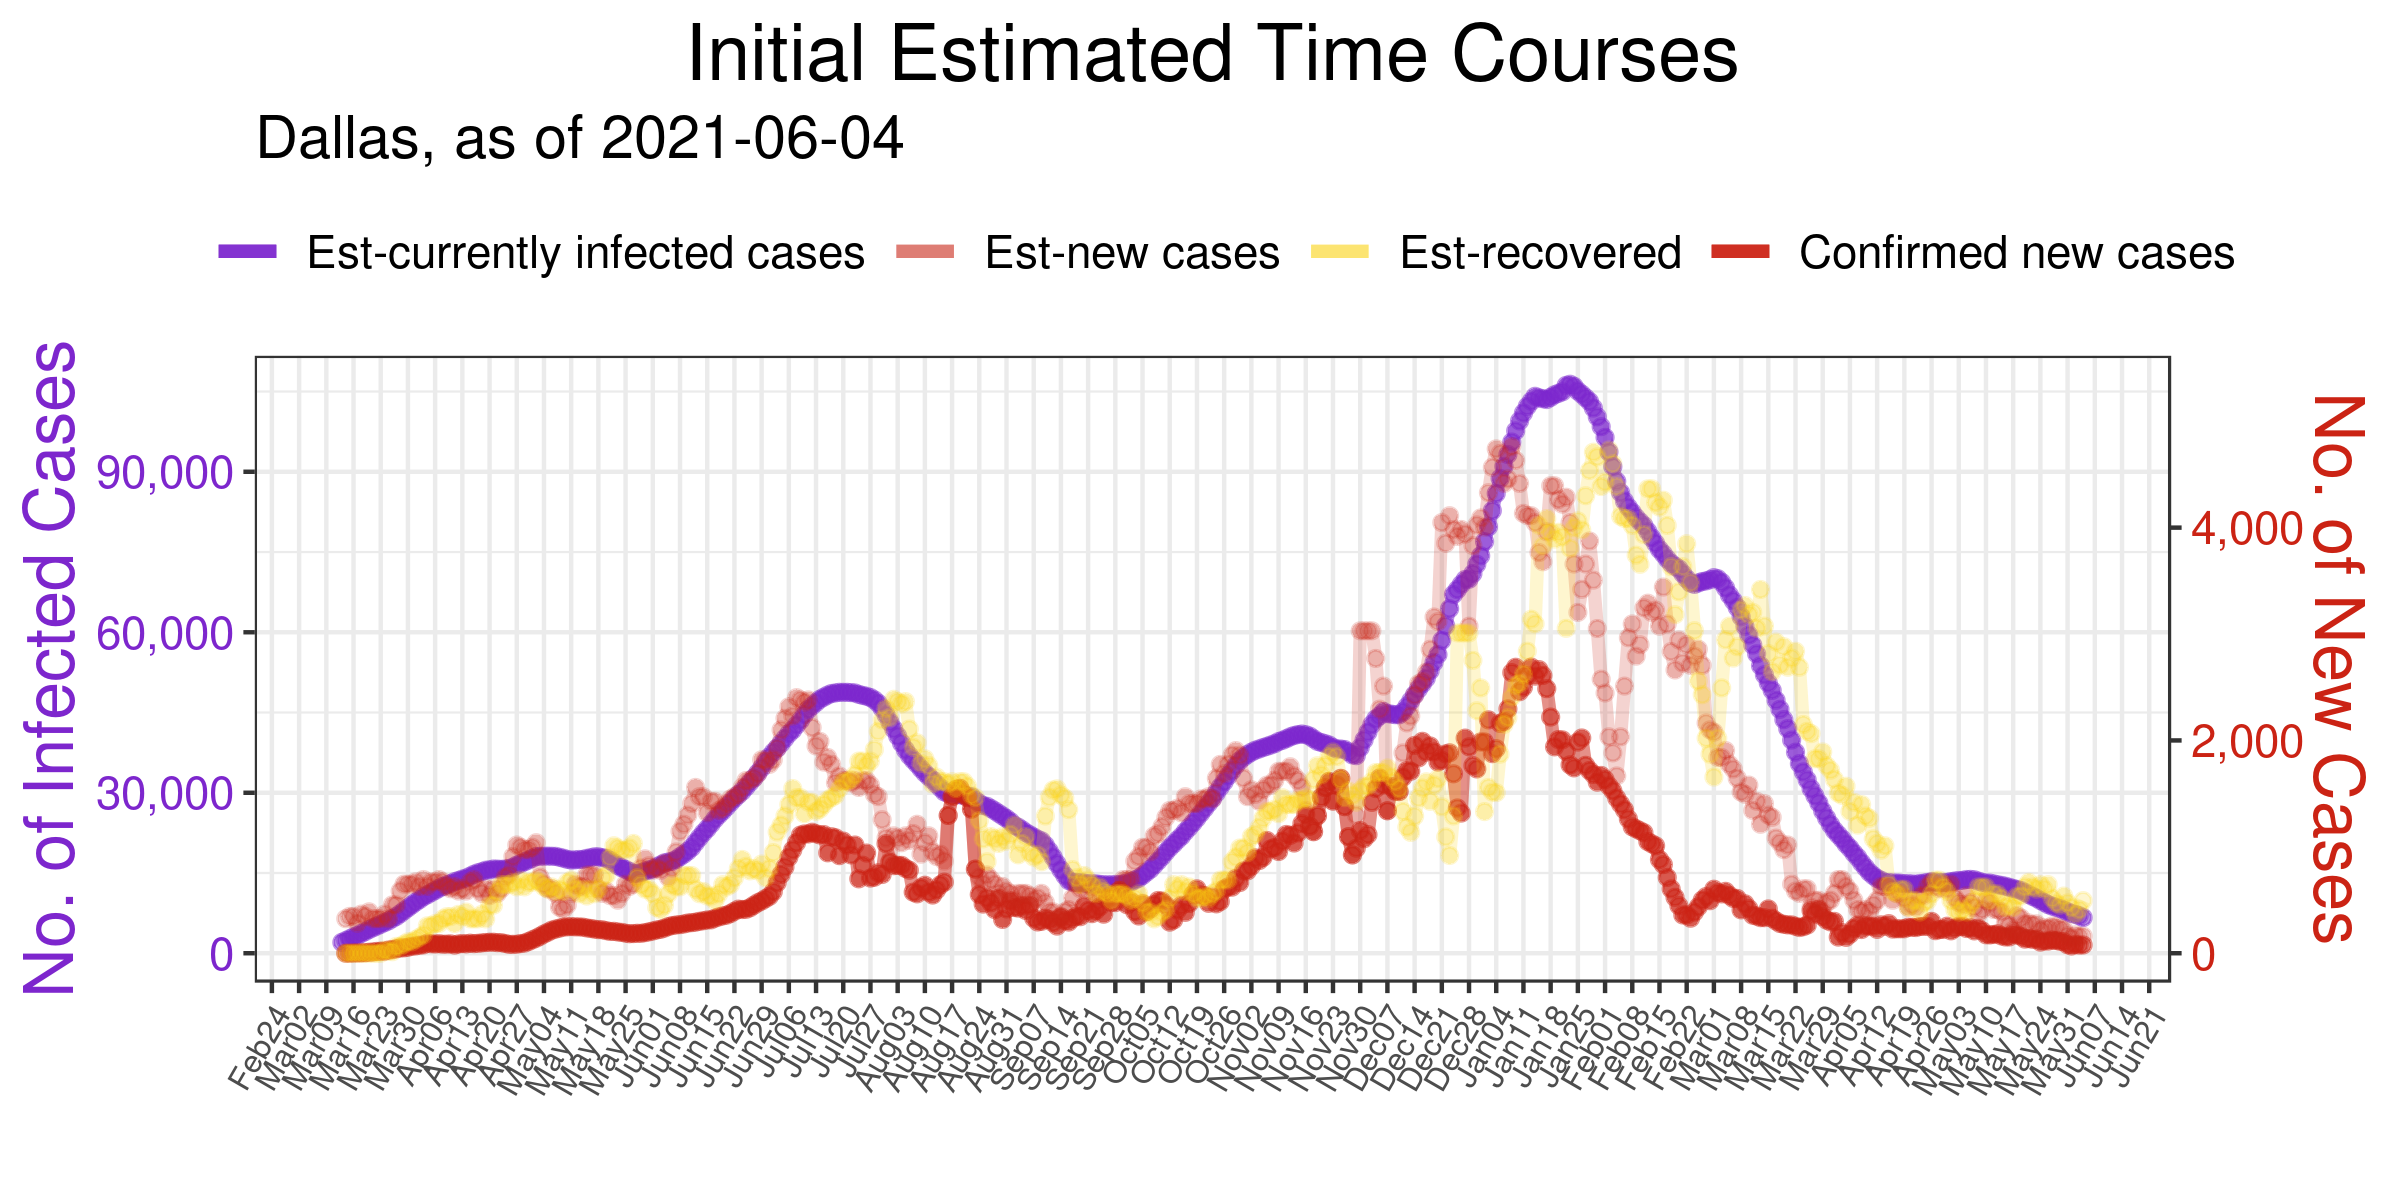 Initial Estimated Time Courses
Dallas, as of 2021-06-04
Est-currently infected cases Est-new cases Est-recovered Confirmed new cases
No. of Infected Cases
90,000
60,000
30,000
0
No. of New Cases
4,000
2,000
0
Feb24 Mar02 Mar09 Mar16 Mar23 Mar30 Apr06 Apr13 Apr20 Apr27 May04 May11 May18 May25 Jun01 Jun08 Jun15 Jun22 Jun29 Jul06 Jul13 Jul20 Jul27 Aug03 Aug10 Aug17 Aug24 Aug31 Sep07 Sep14 Sep21 Sep28 Oct05 Oct12 Oct19 Oct26 Nov02 Nov09 Nov16 Nov23 Nov30 Dec07 Dec14 Dec21 Dec28 Jan04 Jan11 Jan18 Jan25 Feb01 Feb08 Feb15 Feb22 Mar01 Mar08 Mar15 Mar22 Mar29 Apr05 Apr12 Apr19 Apr26 May03 May10 May17 May24 May31 Jun07 Jun14 Jun21